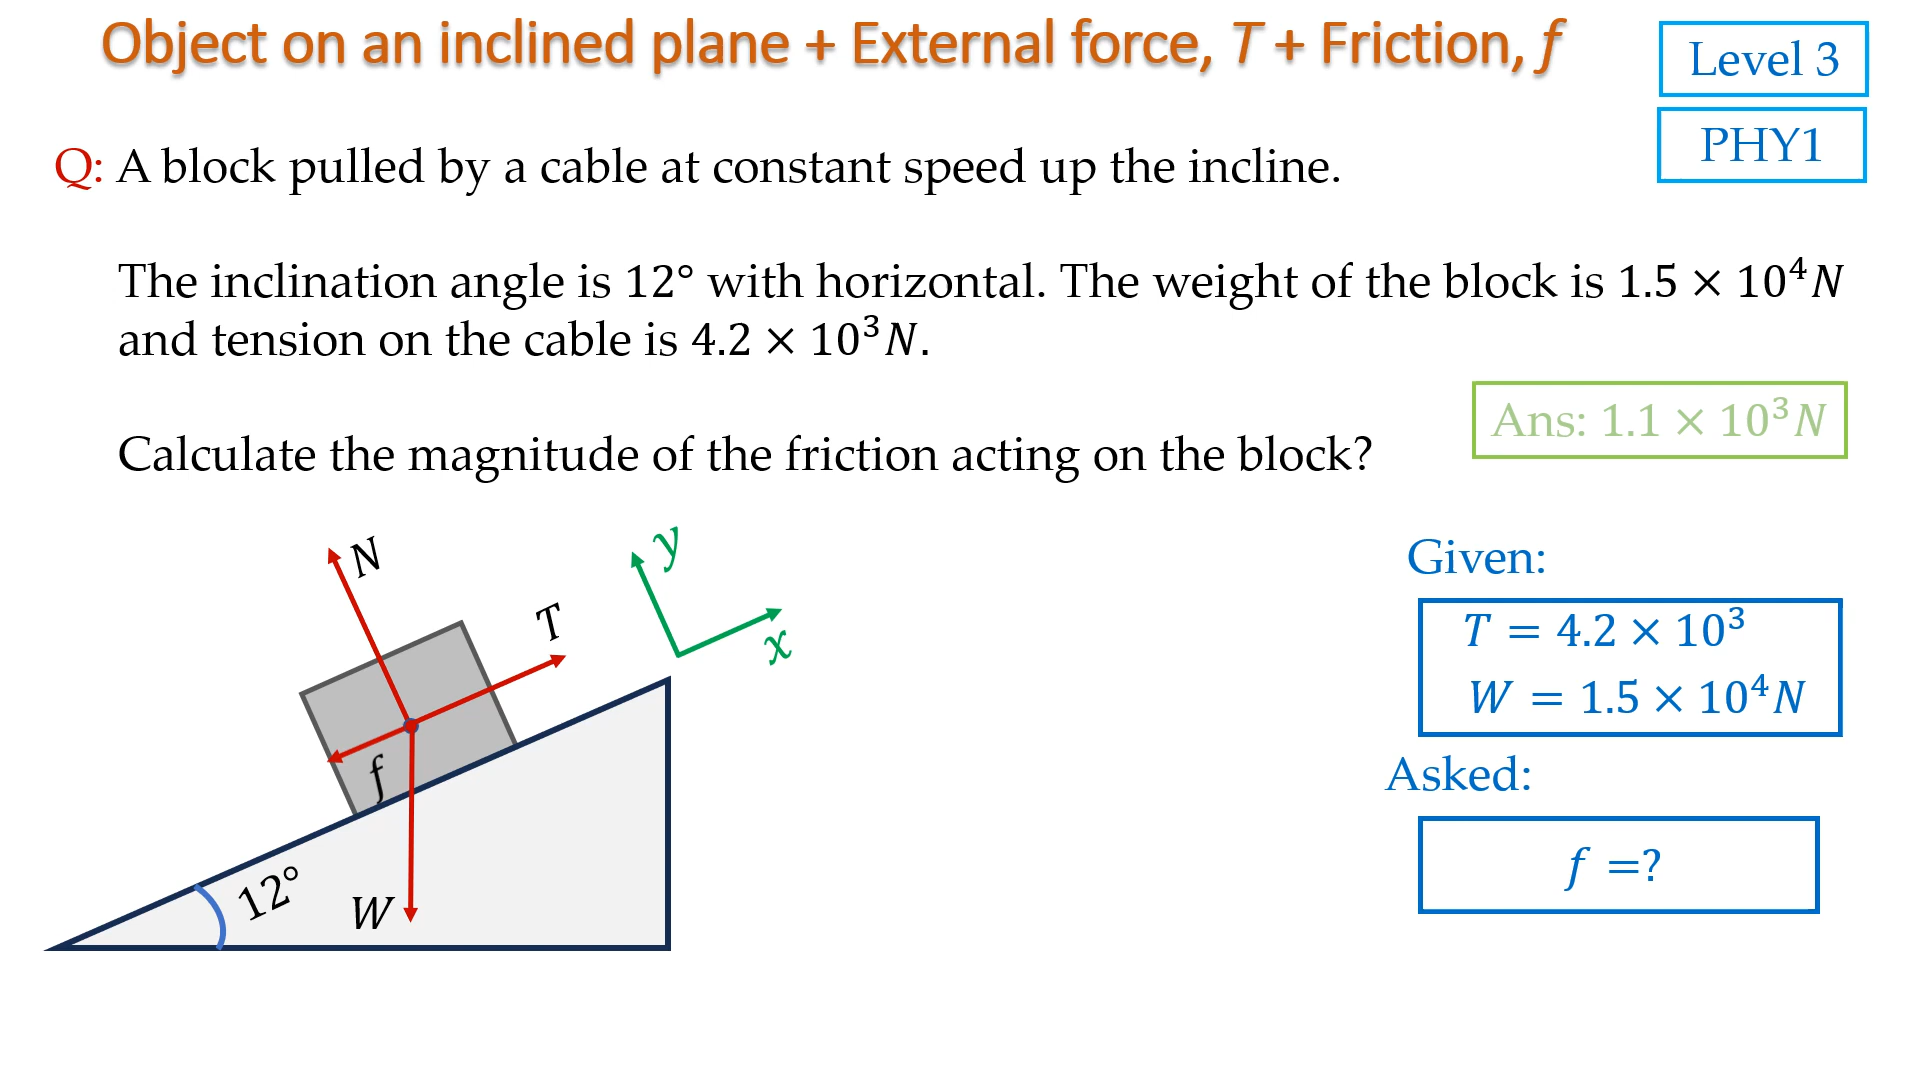 Object on an inclined plane + External force, T + Friction, f
Level 3
PHY1
Q: A block pulled by a cable at constant speed up the incline.
The inclination angle is 12° with horizontal. The weight of the block is 1.5 × 10⁴N
and tension on the cable is 4.2 × 10³N.
Ans: 1.1 × 10³N
Calculate the magnitude of the friction acting on the block?
N
T
y
x
f
12°
W
Given:
T = 4.2 × 10³
W = 1.5 × 10⁴N
Asked:
f =?